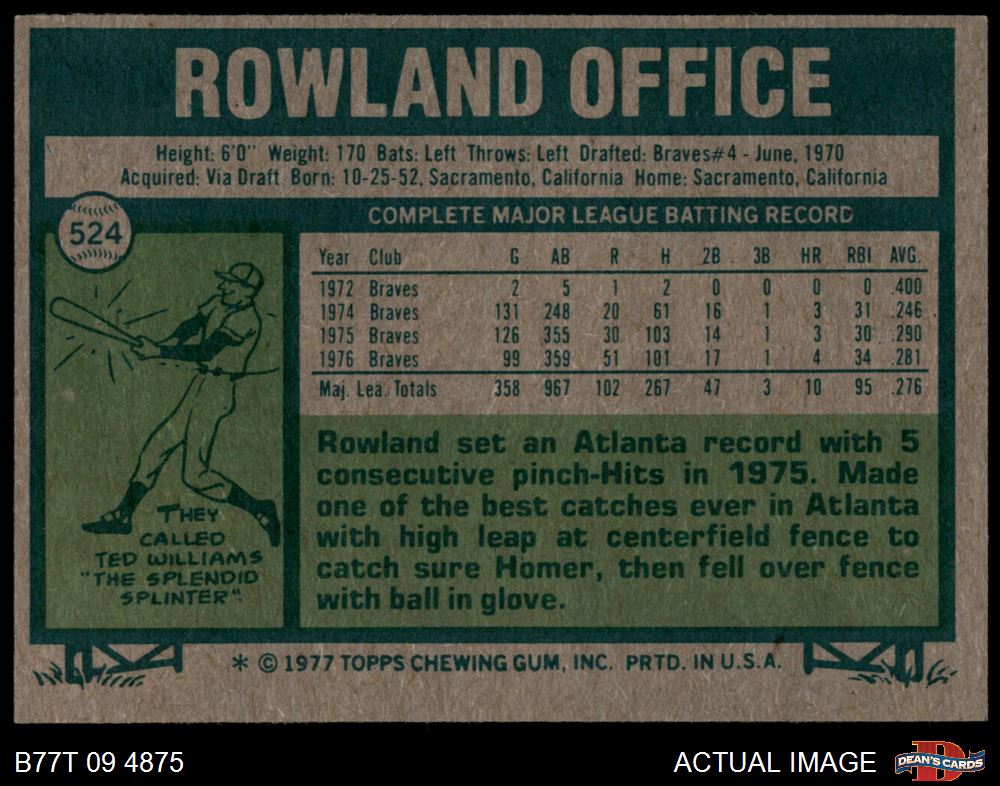 ROWLAND OFFICE
Height: 6'0" Weight: 170 Bats: Left Throws: Left Drafted: Braves#4 - June, 1970
Acquired: Via Draft Born: 10-25-52, Sacramento, California Home: Sacramento, California
524
COMPLETE MAJOR LEAGUE BATTING RECORD
Year Club G AB R H 2B 3B HR RBI AVG.
1972 Braves 2 5 1 2 0 0 0 0 .400
1974 Braves 131 248 20 61 16 1 3 31 .246
1975 Braves 126 355 30 103 14 1 3 30 .290
1976 Braves 99 359 51 101 17 1 4 34 .281
Maj. Lea. Totals 358 967 102 267 47 3 10 95 .276
THEY
CALLED
TED WILLIAMS
"THE SPLENDID
SPLINTER".
Rowland set an Atlanta record with 5
consecutive pinch-Hits in 1975. Made
one of the best catches ever in Atlanta
with high leap at centerfield fence to
catch sure Homer, then fell over fence
with ball in glove.
* © 1977 TOPPS CHEWING GUM, INC. PRTD. IN U.S.A.
B77T 09 4875
ACTUAL IMAGE
D
DEAN'S CARDS